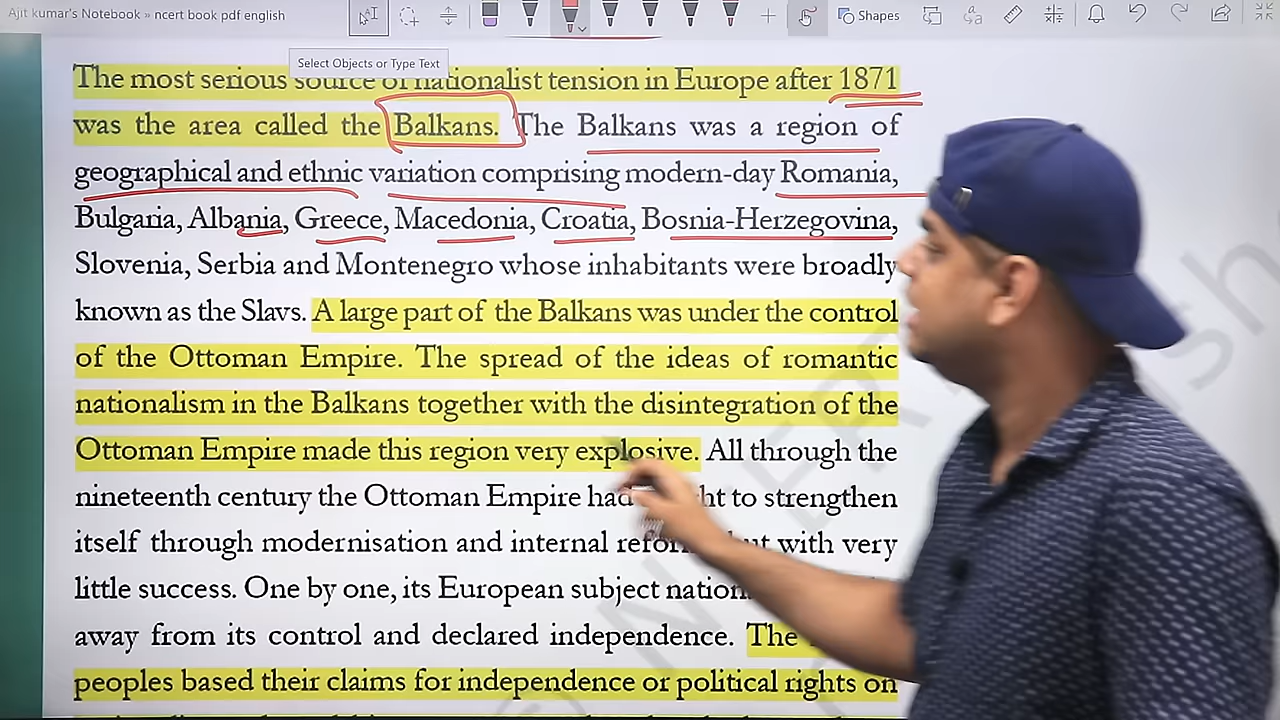 Ajit kumar's Notebook » ncert book pdf english
Shapes
Select Objects or Type Text
The most serious source of nationalist tension in Europe after 1871
was the area called the Balkans. The Balkans was a region of
geographical and ethnic variation comprising modern-day Romania,
Bulgaria, Albania, Greece, Macedonia, Croatia, Bosnia-Herzegovina,
Slovenia, Serbia and Montenegro whose inhabitants were broadly
known as the Slavs. A large part of the Balkans was under the control
of the Ottoman Empire. The spread of the ideas of romantic
nationalism in the Balkans together with the disintegration of the
Ottoman Empire made this region very explosive. All through the
nineteenth century the Ottoman Empire had to strengthen
itself through modernisation and internal but with very
little success. One by one, its European subject
away from its control and declared independence. The
peoples based their claims for independence or political rights on